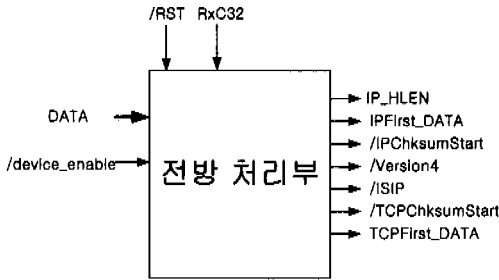 /RST RxC32
DATA
/device_enable
전방 처리부
IP_HLEN
IPFirst_DATA
/IPChksumStart
/Version4
/ISIP
/TCPChksumStart
TCPFirst_DATA